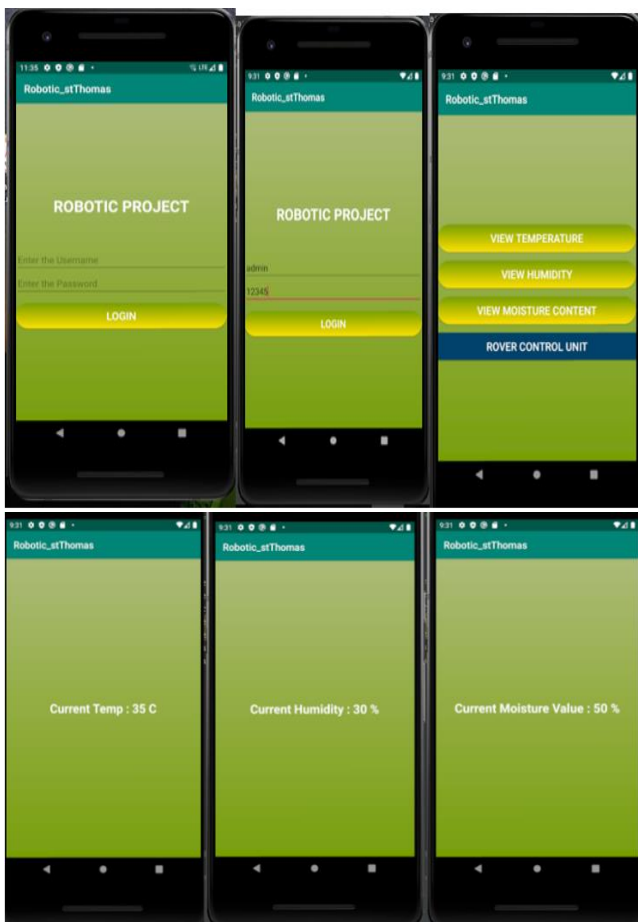 11:35
LTE
Robotic_stThomas
ROBOTIC PROJECT
Enter the Username
Enter the Password
LOGIN
9:31
Robotic_stThomas
ROBOTIC PROJECT
admin
12345
LOGIN
9:31
Robotic_stThomas
VIEW TEMPERATURE
VIEW HUMIDITY
VIEW MOISTURE CONTENT
ROVER CONTROL UNIT
9:31
Robotic_stThomas
Current Temp : 35 C
9:31
Robotic_stThomas
Current Humidity : 30 %
9:31
Robotic_stThomas
Current Moisture Value : 50 %